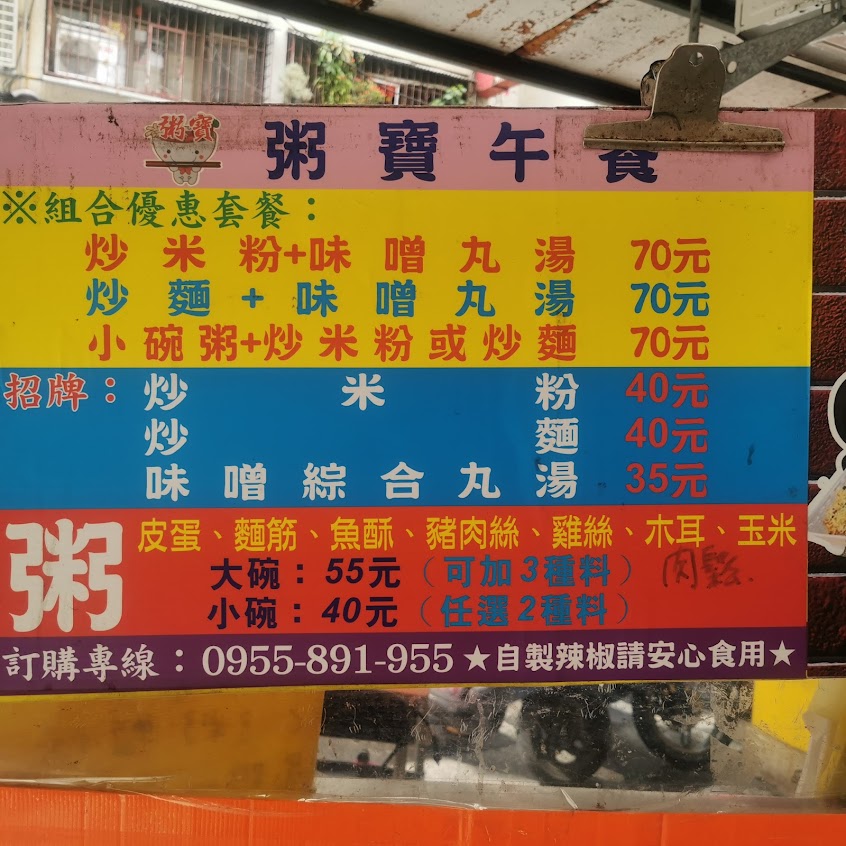 粥寶
粥寶午餐
※組合優惠套餐：
炒米粉+味噌丸湯 70元
炒麵+味噌丸湯 70元
小碗粥+炒米粉或炒麵 70元
招牌：炒米粉 40元
炒麵 40元
味噌綜合丸湯 35元
粥
皮蛋、麵筋、魚酥、豬肉絲、雞絲、木耳、玉米
大碗：55元（可加3種料）肉鬆
小碗：40元（任選2種料）
訂購專線：0955-891-955★自製辣椒請安心食用★